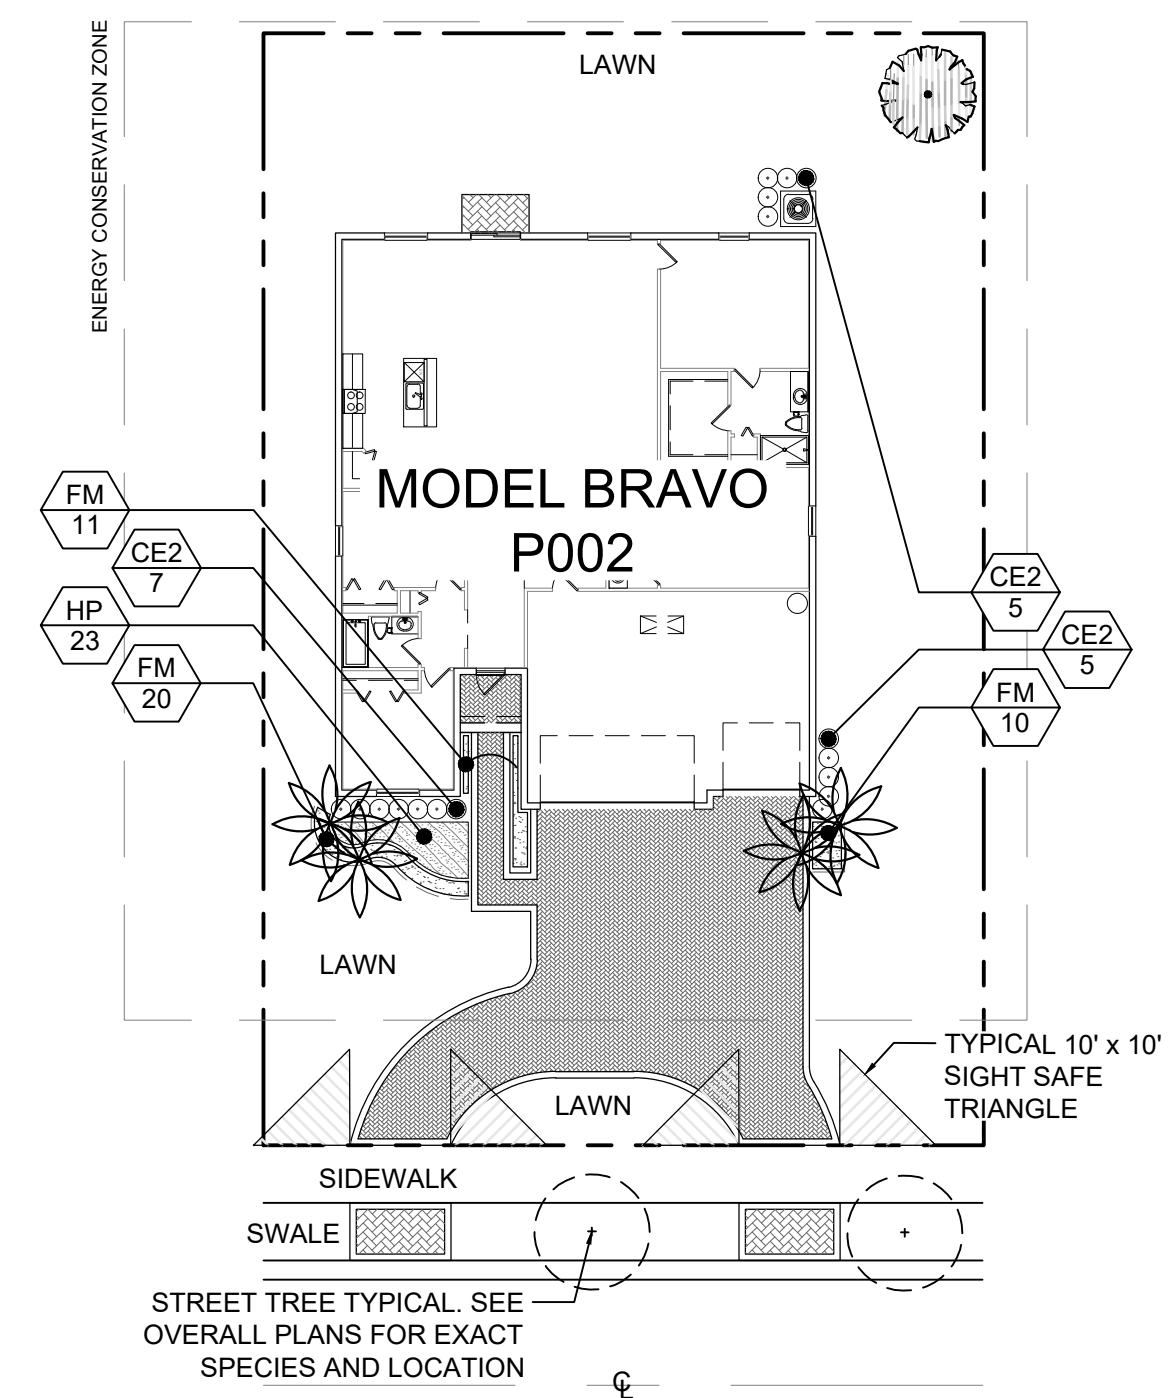 ENERGY CONSERVATION ZONE
LAWN
MODEL BRAVO
P002
FM
11
CE2
7
HP
23
FM
20
CE2
5
CE2
5
FM
10
LAWN
TYPICAL 10' x 10'
SIGHT SAFE
TRIANGLE
LAWN
SIDEWALK
SWALE
STREET TREE TYPICAL. SEE
OVERALL PLANS FOR EXACT
SPECIES AND LOCATION
℄